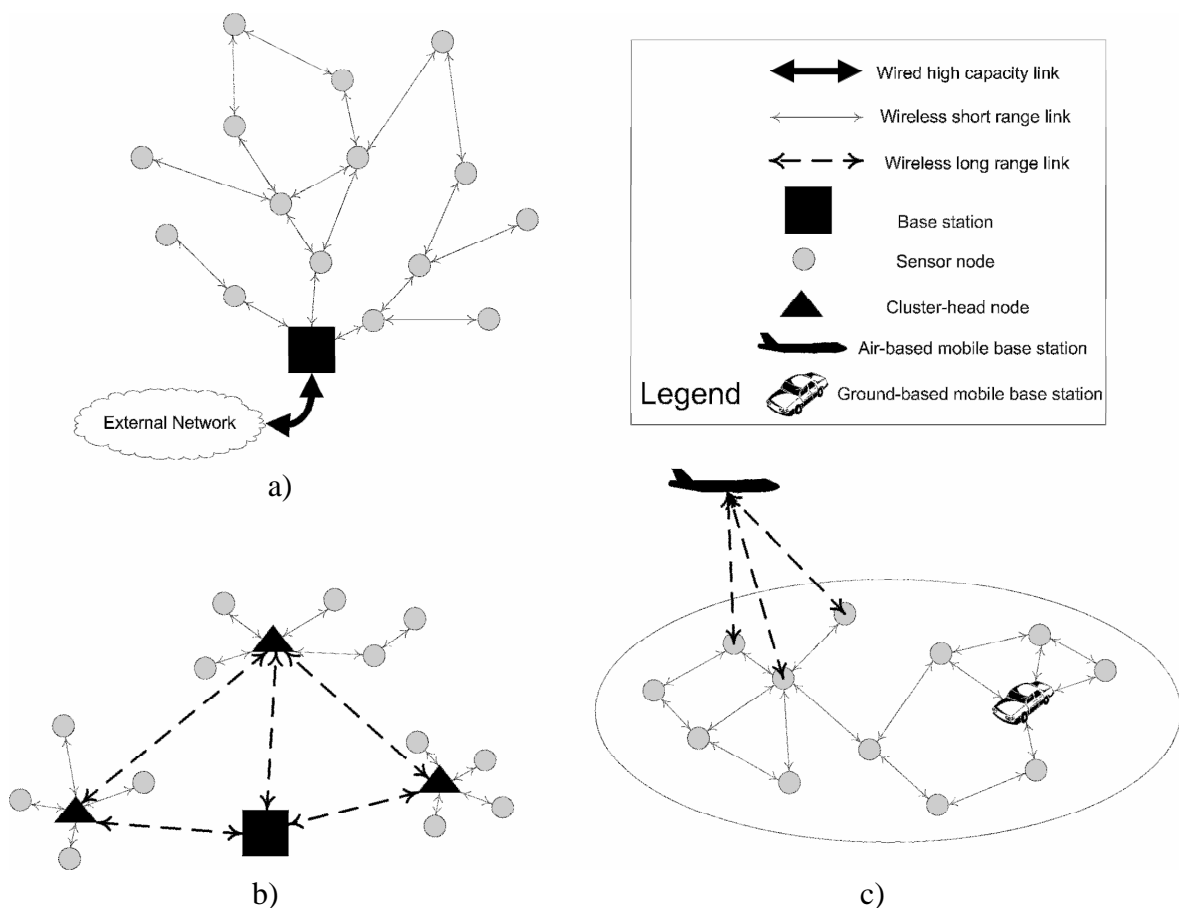 Wired high capacity link
Wireless short range link
Wireless long range link
Base station
Sensor node
Cluster-head node
Air-based mobile base station
Legend
Ground-based mobile base station
External Network
a)
b)
c)